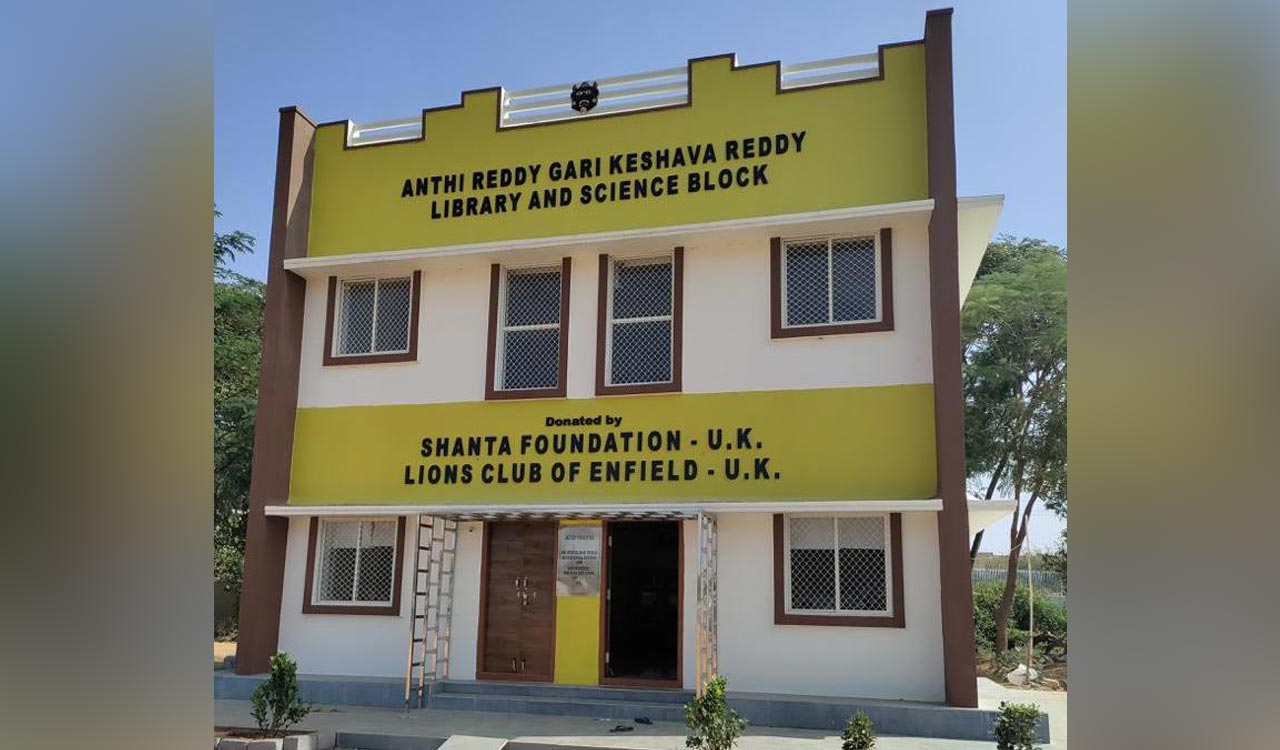 ANTHI REDDY GARI KESHAVA REDDY
LIBRARY AND SCIENCE BLOCK
Donated by
SHANTA FOUNDATION - U.K.
LIONS CLUB OF ENFIELD - U.K.